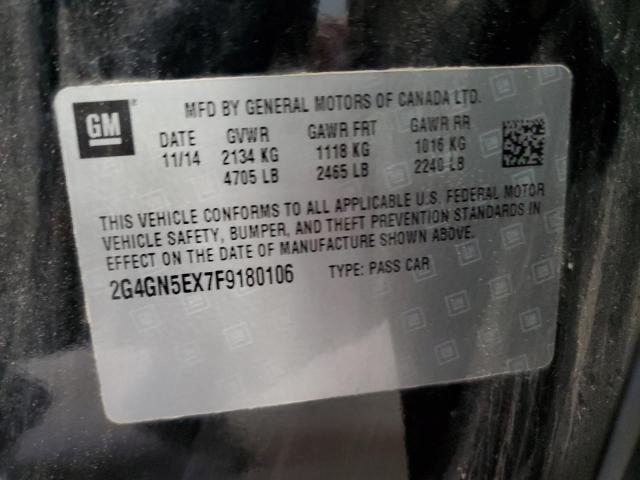 GM
MFD BY GENERAL MOTORS OF CANADA LTD.
DATE GVWR GAWR FRT GAWR RR
11/14 2134 KG 1118 KG 1016 KG
4705 LB 2465 LB 2240 LB
THIS VEHICLE CONFORMS TO ALL APPLICABLE U.S. FEDERAL MOTOR
VEHICLE SAFETY, BUMPER, AND THEFT PREVENTION STANDARDS IN
EFFECT ON THE DATE OF MANUFACTURE SHOWN ABOVE.
2G4GN5EX7F9180106 TYPE: PASS CAR